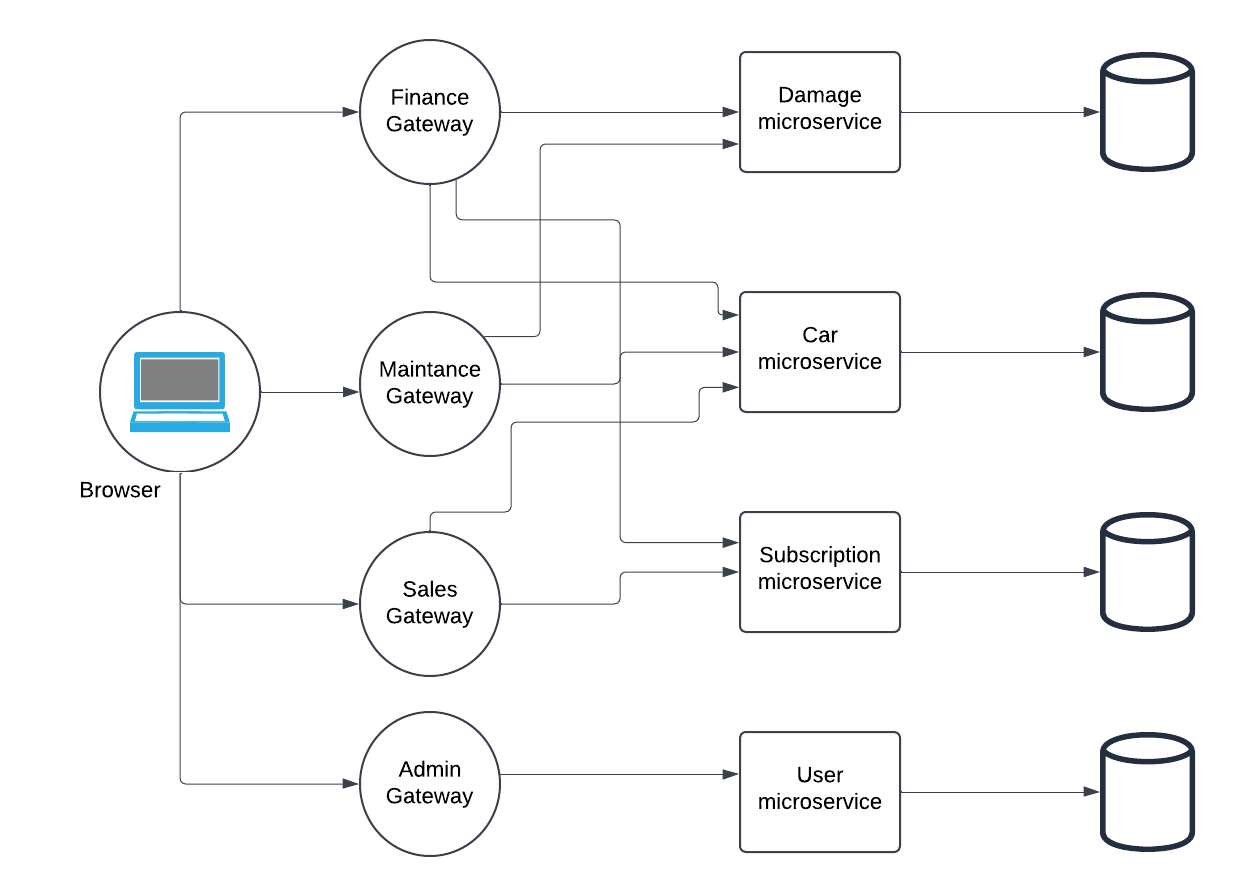 Finance
Gateway
Damage
microservice
Maintance
Gateway
Car
microservice
Browser
Sales
Gateway
Subscription
microservice
Admin
Gateway
User
microservice